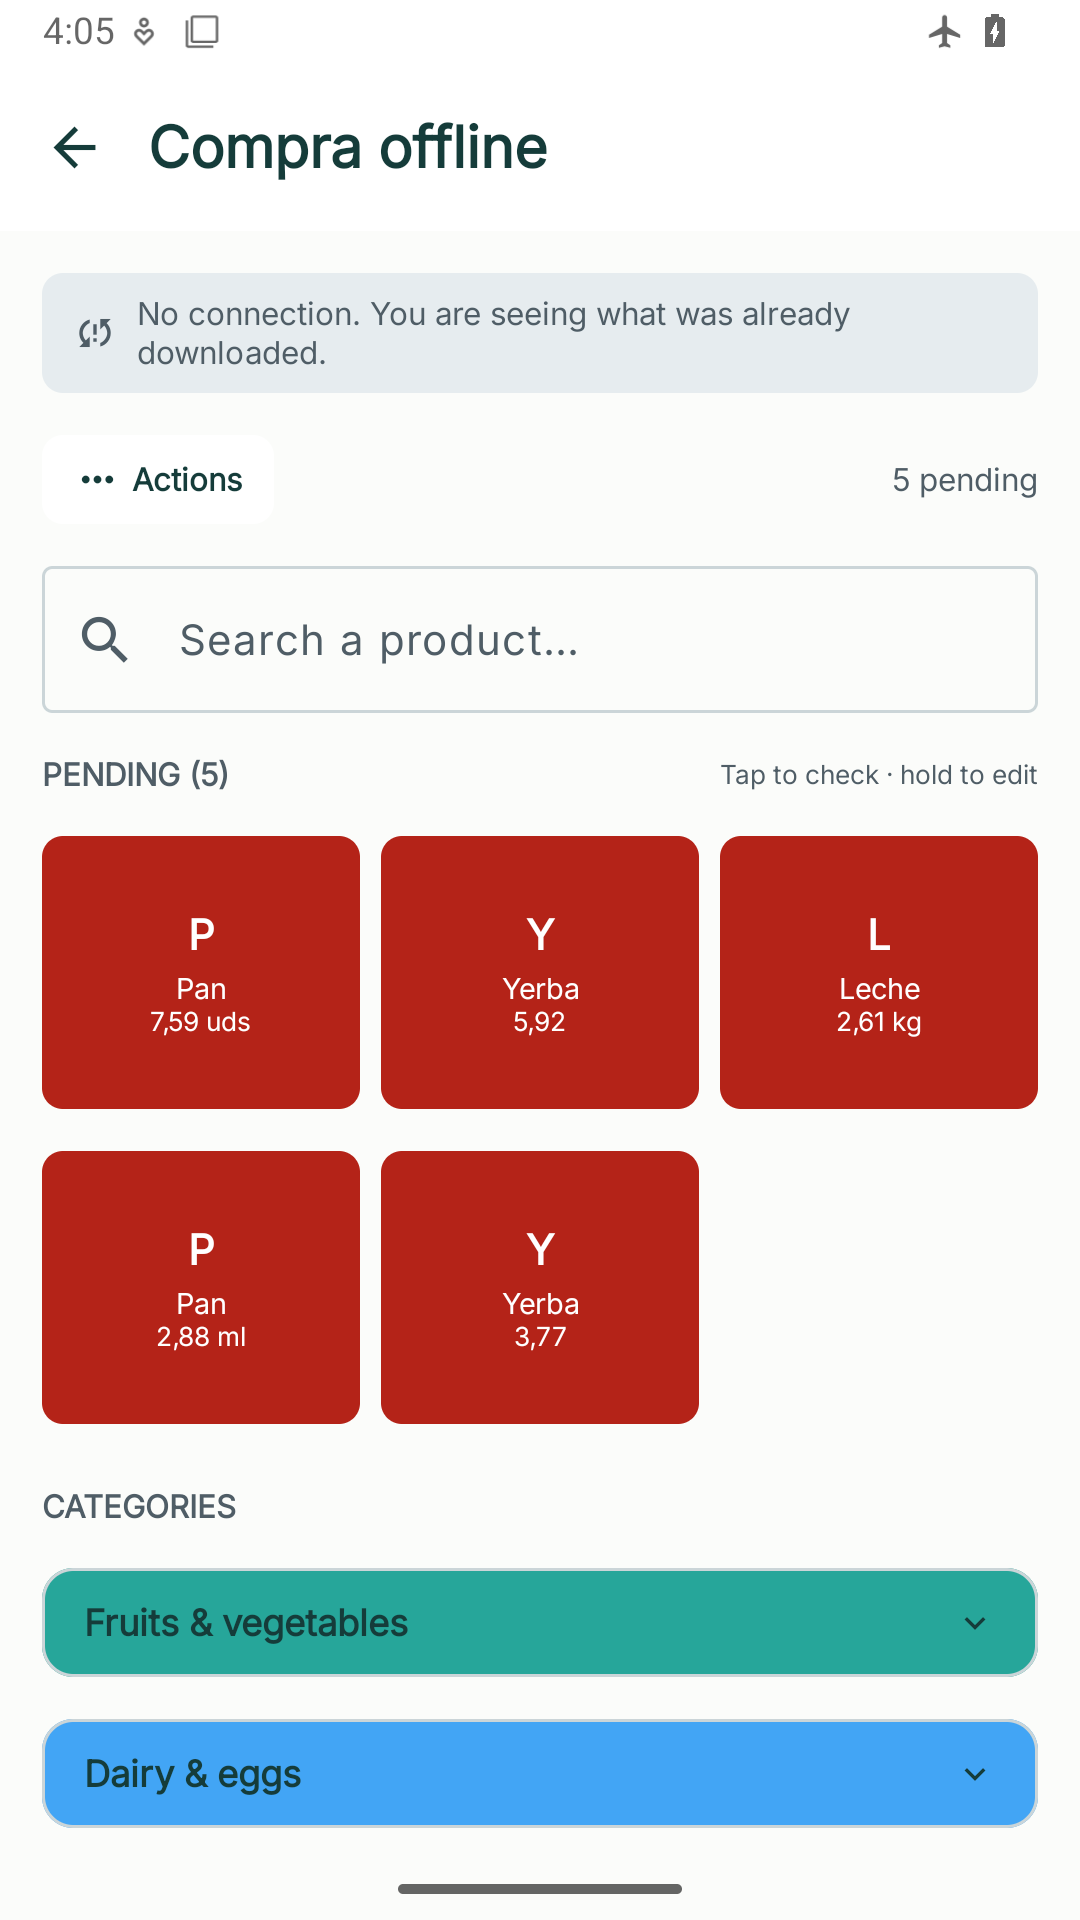 4:05
Compra offline
No connection. You are seeing what was already
downloaded.
Actions
5 pending
Search a product...
PENDING (5)
Tap to check · hold to edit
P
Pan
7,59 uds
Y
Yerba
5,92
L
Leche
2,61 kg
P
Pan
2,88 ml
Y
Yerba
3,77
CATEGORIES
Fruits & vegetables
Dairy & eggs